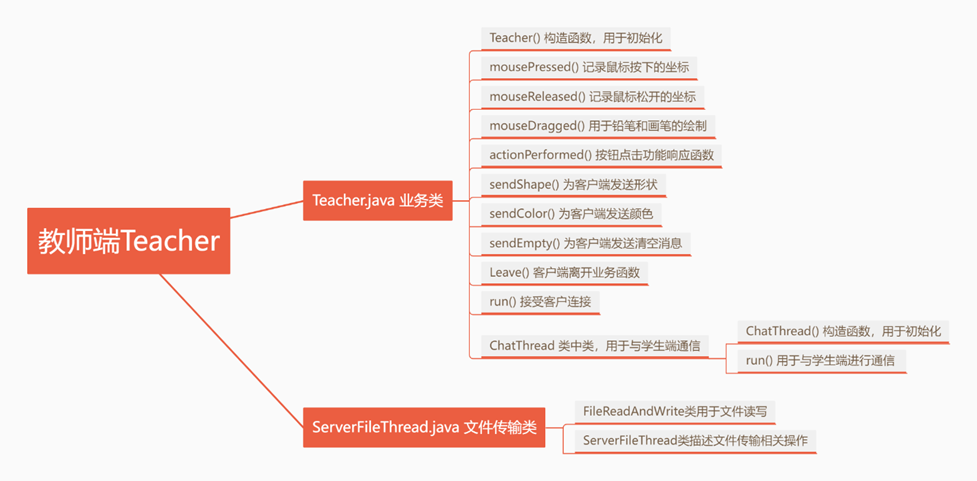 教师端Teacher
Teacher.java 业务类
Teacher() 构造函数，用于初始化
mousePressed() 记录鼠标按下的坐标
mouseReleased() 记录鼠标松开的坐标
mouseDragged() 用于铅笔和画笔的绘制
actionPerformed() 按钮点击功能响应函数
sendShape() 为客户端发送形状
sendColor() 为客户端发送颜色
sendEmpty() 为客户端发送清空消息
Leave() 客户端离开业务函数
run() 接受客户连接
ChatThread 类中类，用于与学生端通信
ChatThread() 构造函数，用于初始化
run() 用于与学生端进行通信
ServerFileThread.java 文件传输类
FileReadAndWrite类用于文件读写
ServerFileThread类描述文件传输相关操作